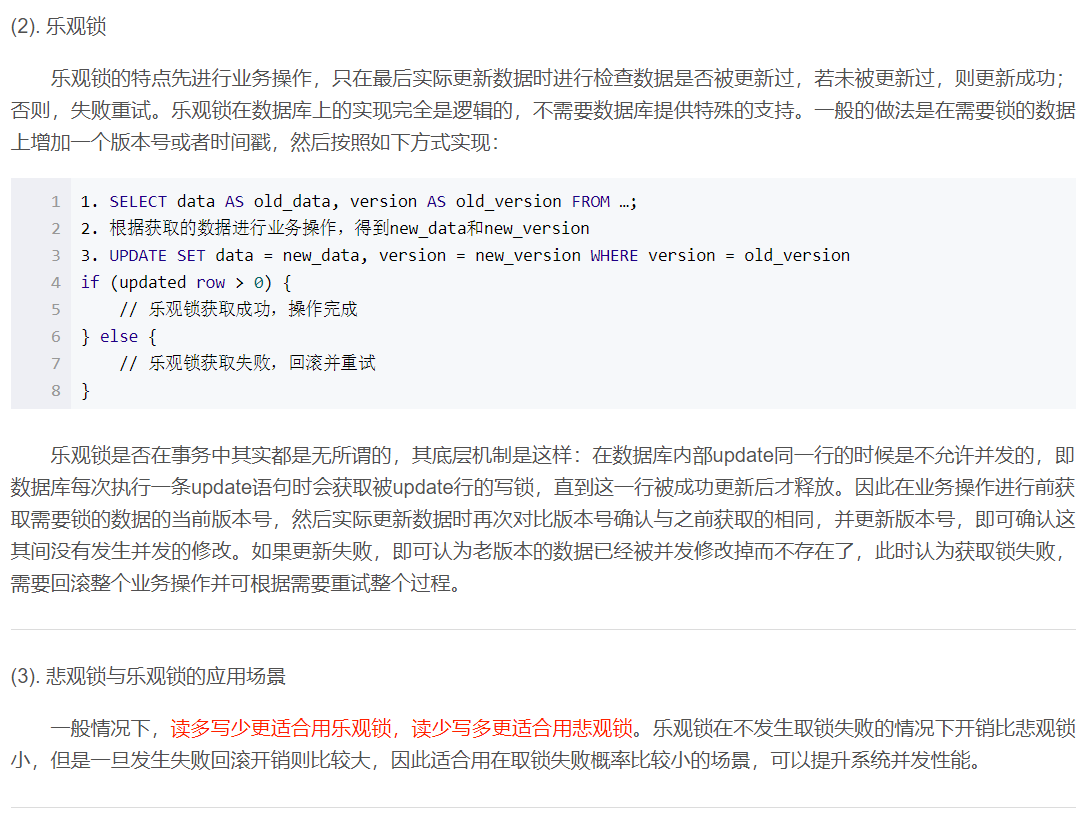 (2). 乐观锁
乐观锁的特点先进行业务操作，只在最后实际更新数据时进行检查数据是否被更新过，若未被更新过，则更新成功；
否则，失败重试。乐观锁在数据库上的实现完全是逻辑的，不需要数据库提供特殊的支持。一般的做法是在需要锁的数据
上增加一个版本号或者时间戳，然后按照如下方式实现：
1 1. SELECT data AS old_data, version AS old_version FROM …;
2 2. 根据获取的数据进行业务操作，得到new_data和new_version
3 3. UPDATE SET data = new_data, version = new_version WHERE version = old_version
4 if (updated row > 0) {
5 // 乐观锁获取成功，操作完成
6 } else {
7 // 乐观锁获取失败，回滚并重试
8 }
乐观锁是否在事务中其实都是无所谓的，其底层机制是这样：在数据库内部update同一行的时候是不允许并发的，即
数据库每次执行一条update语句时会获取被update行的写锁，直到这一行被成功更新后才释放。因此在业务操作进行前获
取需要锁的数据的当前版本号，然后实际更新数据时再次对比版本号确认与之前获取的相同，并更新版本号，即可确认这
其间没有发生并发的修改。如果更新失败，即可认为老版本的数据已经被并发修改掉而不存在了，此时认为获取锁失败，
需要回滚整个业务操作并可根据需要重试整个过程。
(3). 悲观锁与乐观锁的应用场景
一般情况下，读多写少更适合用乐观锁，读少写多更适合用悲观锁。乐观锁在不发生取锁失败的情况下开销比悲观锁
小，但是一旦发生失败回滚开销则比较大，因此适合用在取锁失败概率比较小的场景，可以提升系统并发性能。